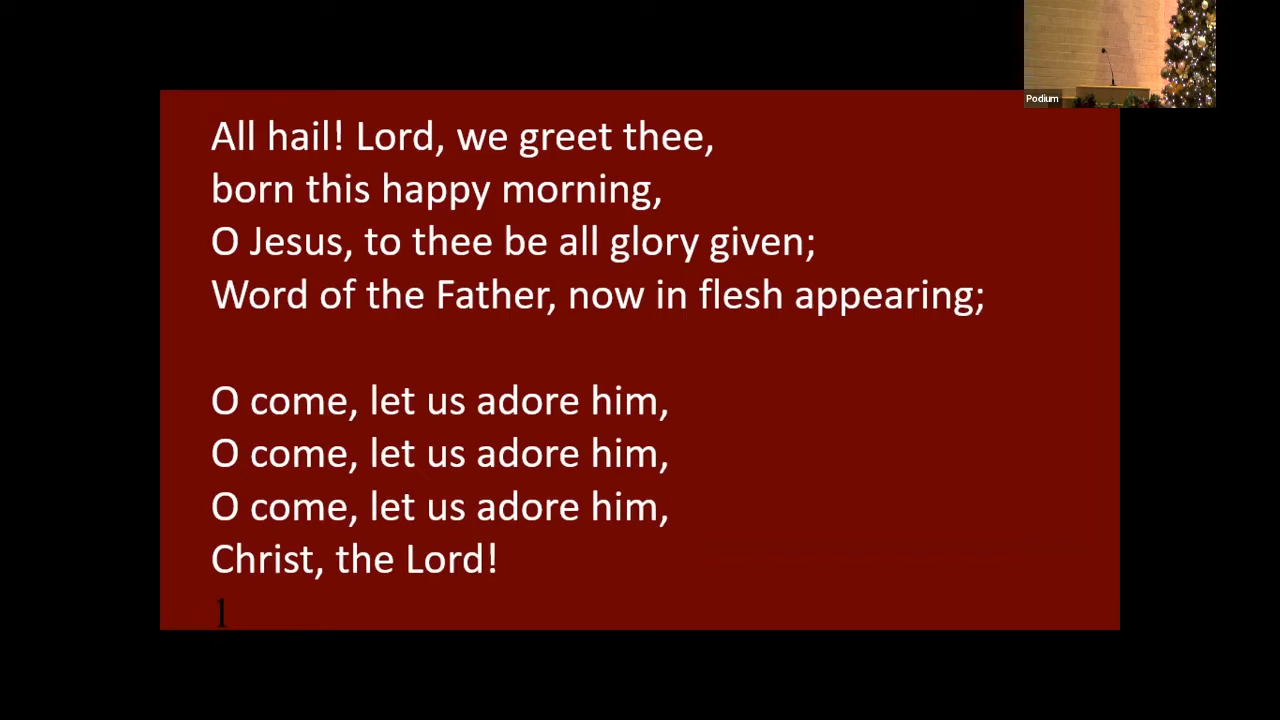 Podium
All hail! Lord, we greet thee,
born this happy morning,
O Jesus, to thee be all glory given;
Word of the Father, now in flesh appearing;
O come, let us adore him,
O come, let us adore him,
O come, let us adore him,
Christ, the Lord!
1